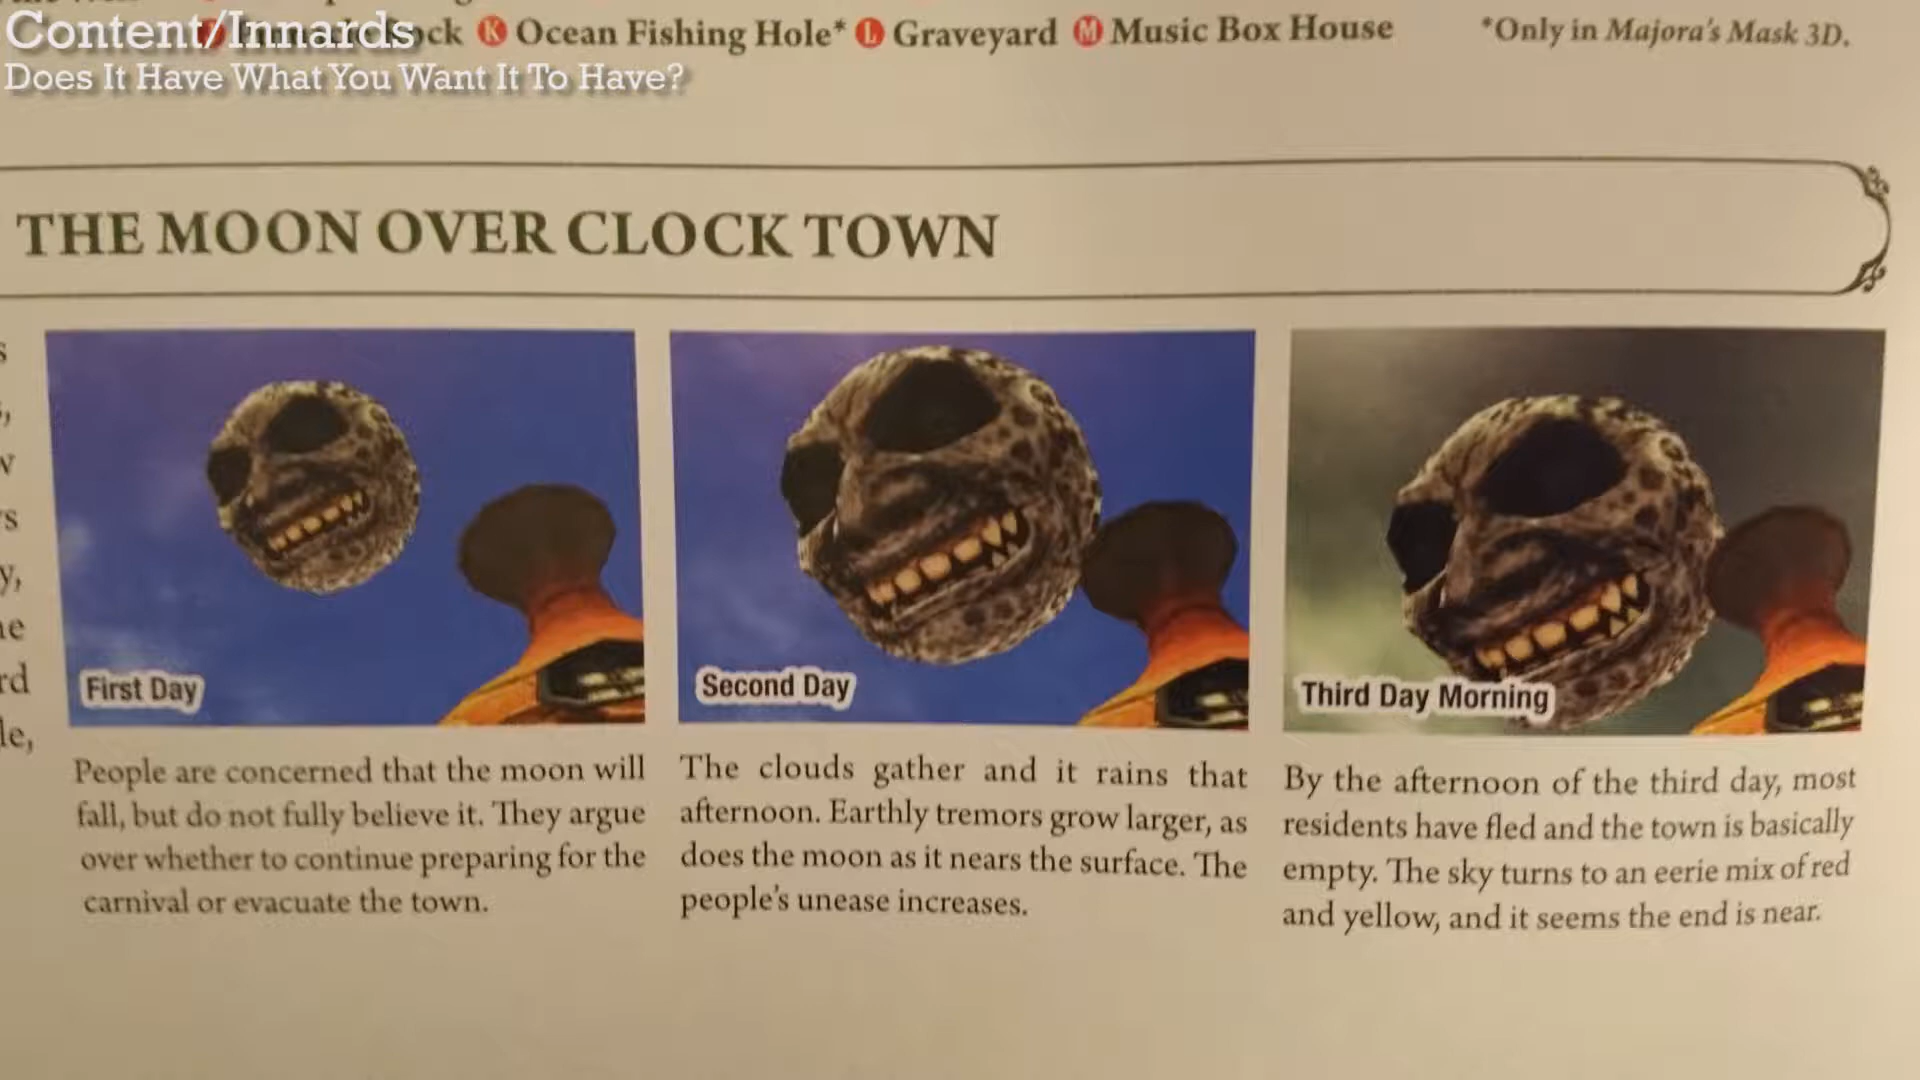 Content/Innards
Does It Have What You Want It To Have?
K Ocean Fishing Hole* L Graveyard M Music Box House
*Only in Majora's Mask 3D.
THE MOON OVER CLOCK TOWN
First Day
People are concerned that the moon will
fall, but do not fully believe it. They argue
over whether to continue preparing for the
carnival or evacuate the town.
Second Day
The clouds gather and it rains that
afternoon. Earthly tremors grow larger, as
does the moon as it nears the surface. The
people's unease increases.
Third Day Morning
By the afternoon of the third day, most
residents have fled and the town is basically
empty. The sky turns to an eerie mix of red
and yellow, and it seems the end is near.